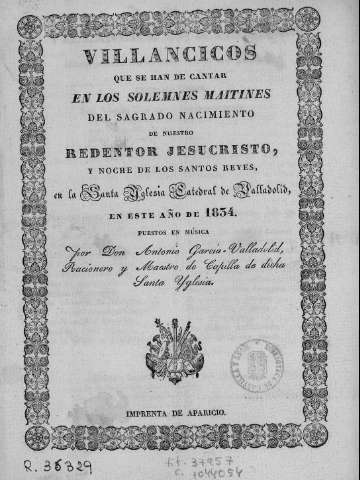 VILLANCICOS
QUE SE HAN DE CANTAR
EN LOS SOLEMNES MAITINES
DEL SAGRADO NACIMIENTO
DE NUESTRO
REDENTOR JESUCRISTO,
Y NOCHE DE LOS SANTOS REYES,
en la Santa Yglesia Catedral de Valladolid,
EN ESTE AÑO DE 1834.
PUESTOS EN MÚSICA
por Don Antonio García-Valladolid,
Racionero y Maestro de Capilla de dicha
Santa Yglesia.
IMPRENTA DE APARICIO.
R. 36329
t. 37957
c. 1044054